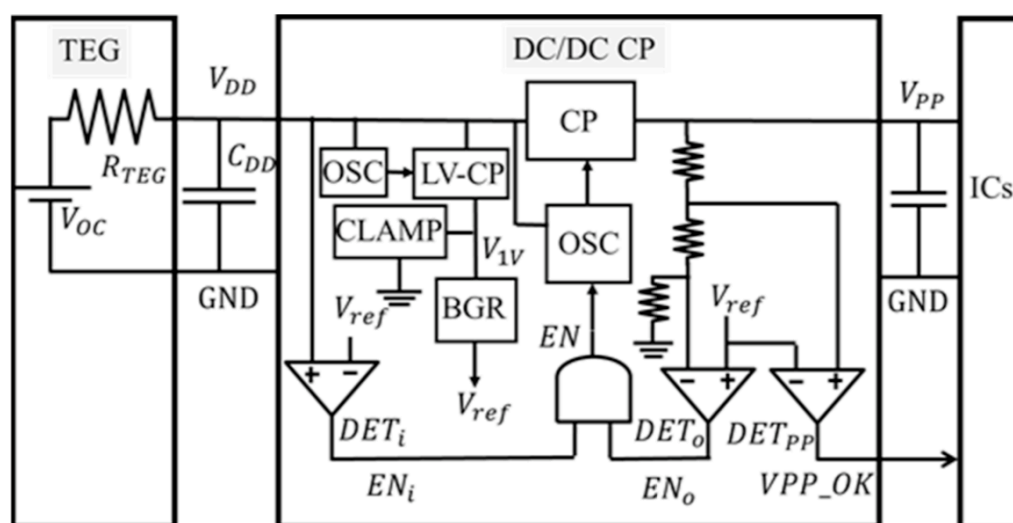 TEG
DC/DC CP
V_DD
V_PP
CP
C_DD
R_TEG
OSC
LV-CP
ICs
V_OC
CLAMP
V_1V
OSC
GND
BGR
V_ref
GND
V_ref
EN
+
−
V_ref
−
+
−
+
DET_i
DET_o
DET_PP
EN_i
EN_o
VPP_OK